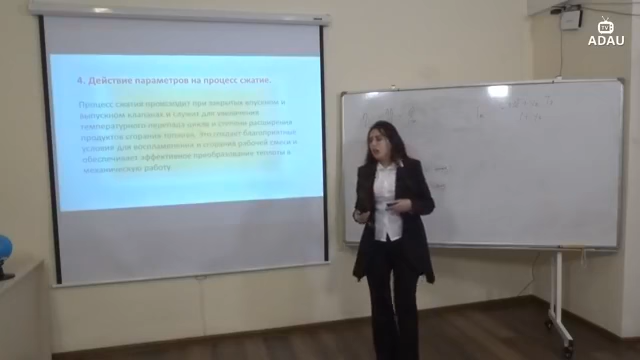 4. Действие параметров на процесс сжатие.
Процесс сжатия происходит при закрытых впускном и
выпускном клапанах и служит для увеличения
температурного перепада цикла и степени расширения
продуктов сгорания топлива. Это создает благоприятные
условия для воспламенения и сгорания рабочей смеси и
обеспечивает эффективное преобразование теплоты в
механическую работу
TV
ADAU